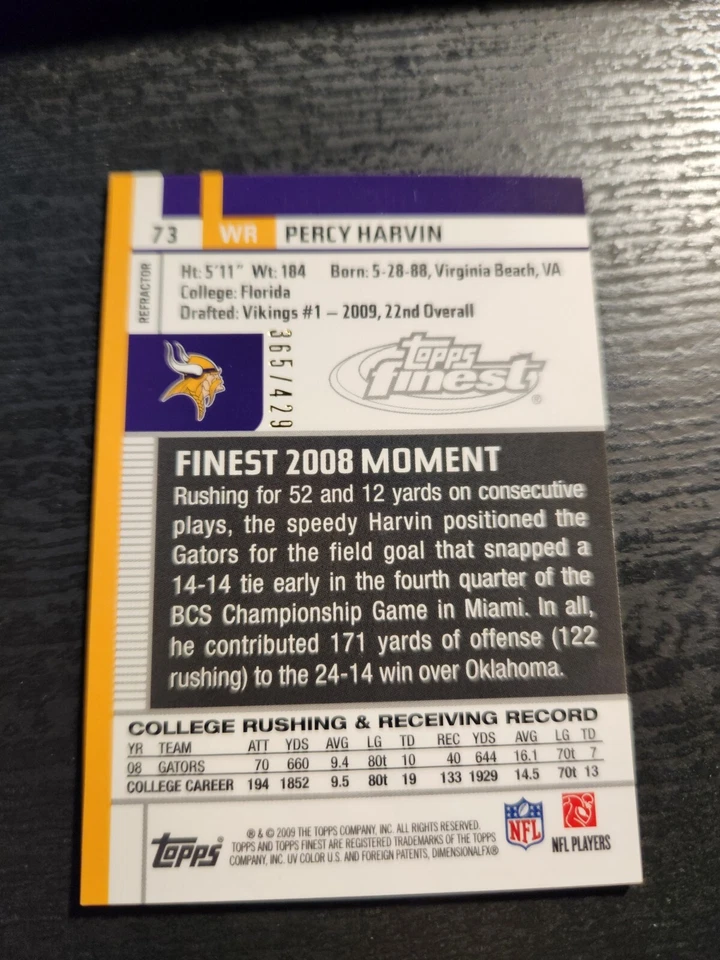 73 WR PERCY HARVIN
REFRACTOR
Ht: 5'11" Wt: 184 Born: 5-28-88, Virginia Beach, VA
College: Florida
Drafted: Vikings #1 – 2009, 22nd Overall
365/429
Topps
finest®
FINEST 2008 MOMENT
Rushing for 52 and 12 yards on consecutive
plays, the speedy Harvin positioned the
Gators for the field goal that snapped a
14-14 tie early in the fourth quarter of the
BCS Championship Game in Miami. In all,
he contributed 171 yards of offense (122
rushing) to the 24-14 win over Oklahoma.
COLLEGE RUSHING & RECEIVING RECORD
YR TEAM ATT YDS AVG LG TD REC YDS AVG LG TD
08 GATORS 70 660 9.4 80t 10 40 644 16.1 70t 7
COLLEGE CAREER 194 1852 9.5 80t 19 133 1929 14.5 70t 13
Topps®
® & © 2009 THE TOPPS COMPANY, INC. ALL RIGHTS RESERVED.
TOPPS AND TOPPS FINEST ARE REGISTERED TRADEMARKS OF THE TOPPS
COMPANY, INC. UV COLOR U.S. AND FOREIGN PATENTS, DIMENSIONALFX®
NFL
NFL PLAYERS